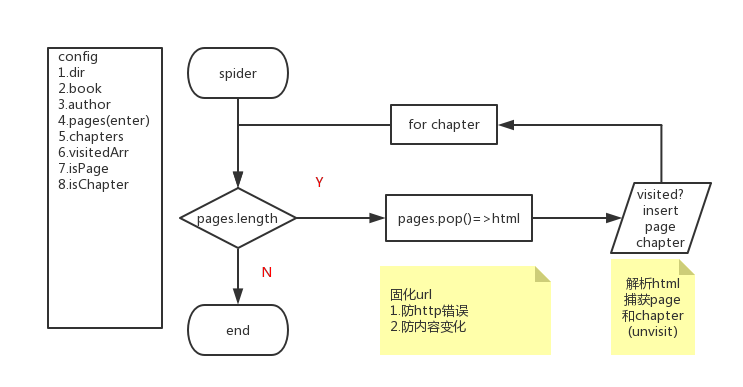 config
1.dir
2.book
3.author
4.pages(enter)
5.chapters
6.visitedArr
7.isPage
8.isChapter
spider
for chapter
Y
pages.length
pages.pop()=>html
visited?
insert
page
chapter
N
end
固化url
1.防http错误
2.防内容变化
解析html
捕获page
和chapter
(unvisit)